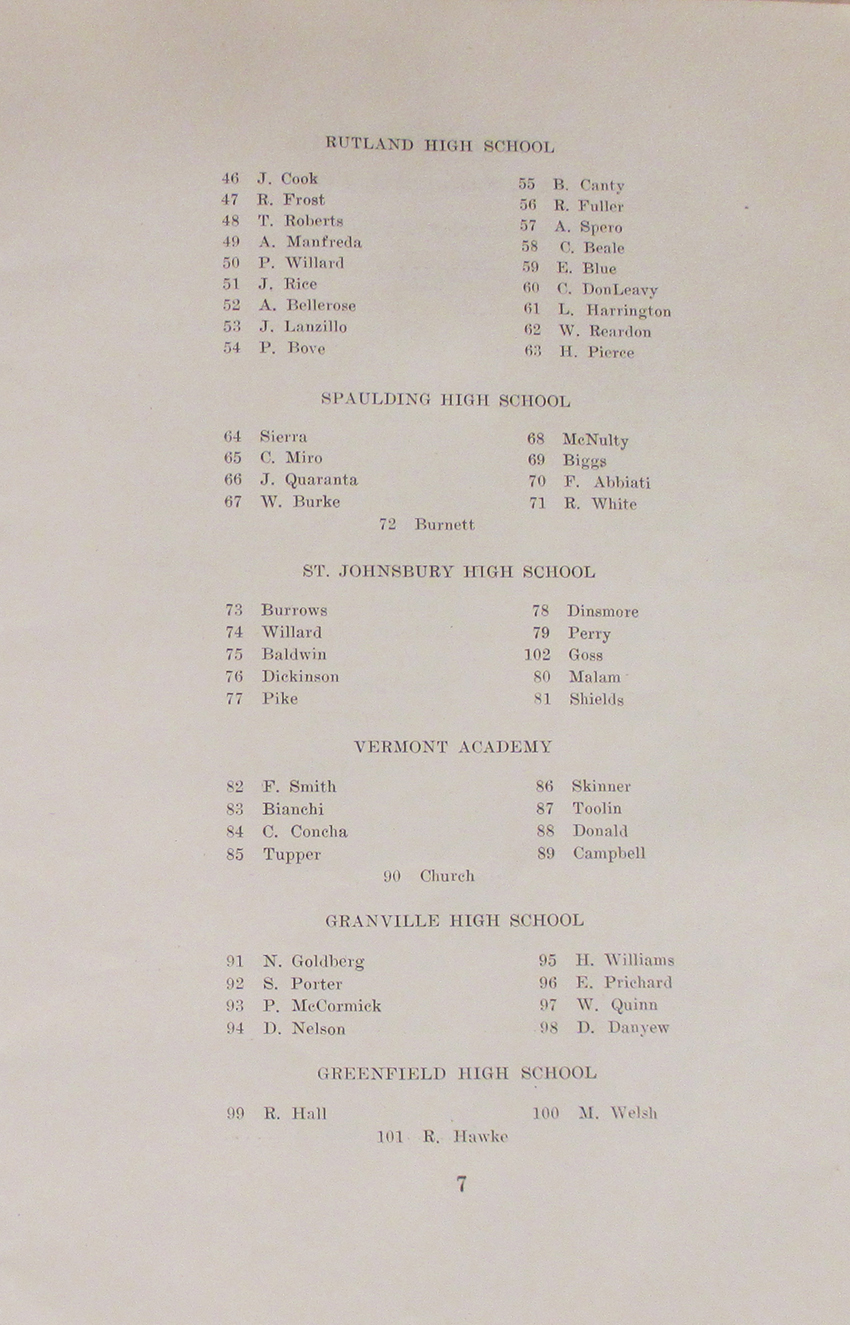 RUTLAND HIGH SCHOOL
46 J. Cook 55 B. Canty
47 R. Frost 56 R. Fuller
48 T. Roberts 57 A. Spero
49 A. Manfreda 58 C. Beale
50 P. Willard 59 E. Blue
51 J. Rice 60 C. DonLeavy
52 A. Bellerose 61 L. Harrington
53 J. Lanzillo 62 W. Reardon
54 P. Bove 63 H. Pierce
SPAULDING HIGH SCHOOL
64 Sierra 68 McNulty
65 C. Miro 69 Biggs
66 J. Quaranta 70 F. Abbiati
67 W. Burke 71 R. White
72 Burnett
ST. JOHNSBURY HIGH SCHOOL
73 Burrows 78 Dinsmore
74 Willard 79 Perry
75 Baldwin 102 Goss
76 Dickinson 80 Malam
77 Pike 81 Shields
VERMONT ACADEMY
82 F. Smith 86 Skinner
83 Bianchi 87 Toolin
84 C. Concha 88 Donald
85 Tupper 89 Campbell
90 Church
GRANVILLE HIGH SCHOOL
91 N. Goldberg 95 H. Williams
92 S. Porter 96 E. Prichard
93 P. McCormick 97 W. Quinn
94 D. Nelson 98 D. Danyew
GREENFIELD HIGH SCHOOL
99 R. Hall 100 M. Welsh
101 R. Hawke
7